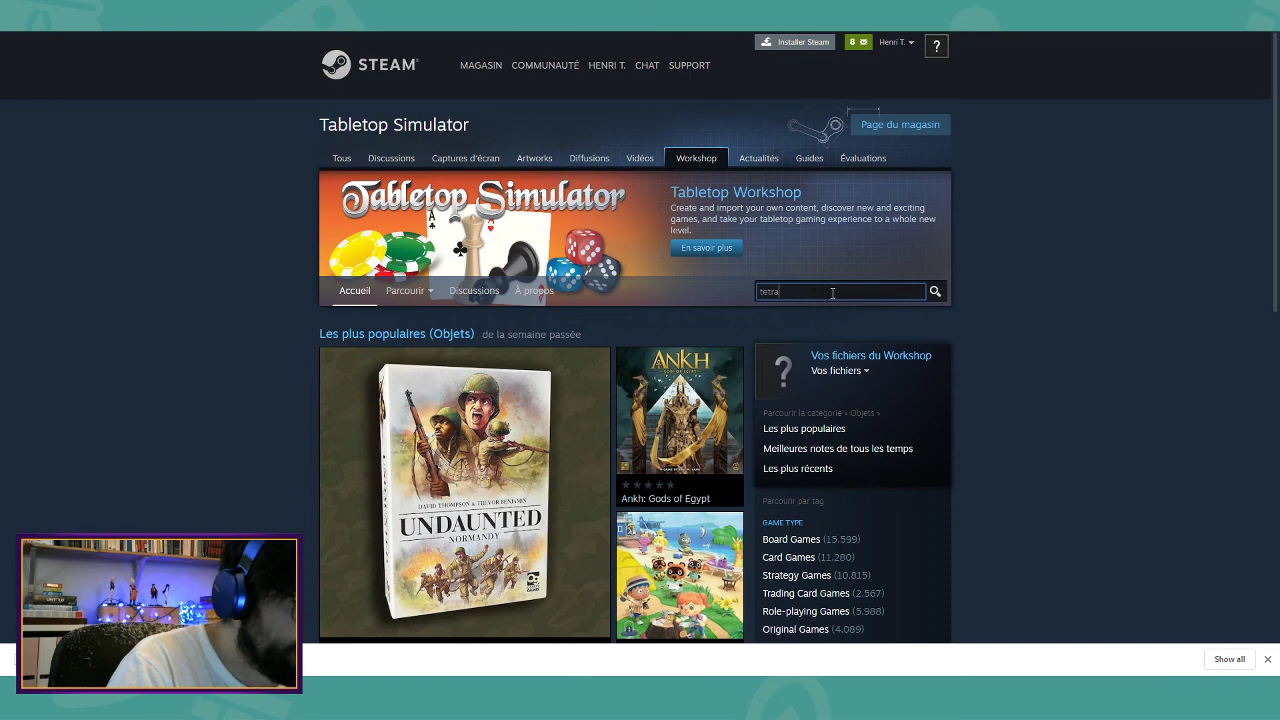 Installer Steam
8
Henri T.
?
STEAM
MAGASIN COMMUNAUTÉ HENRI T. CHAT SUPPORT
Tabletop Simulator
Page du magasin
Tous Discussions Captures d'écran Artworks Diffusions Vidéos Workshop Actualités Guides Évaluations
Tabletop Simulator
Tabletop Workshop
Create and import your own content, discover new and exciting
games, and take your tabletop gaming experience to a whole new
level.
En savoir plus
Accueil Parcourir Discussions À propos
tetra
Les plus populaires (Objets) de la semaine passée
DAVID THOMPSON & TREVOR BENJAMIN
UNDAUNTED
NORMANDY
ANKH
Ankh: Gods of Egypt
?
Vos fichiers du Workshop
Vos fichiers
Parcourir la catégorie « Objets »
Les plus populaires
Meilleures notes de tous les temps
Les plus récents
Parcourir par tag
GAME TYPE
Board Games (15.599)
Card Games (11.280)
Strategy Games (10,815)
Trading Card Games (2.567)
Role-playing Games (5.988)
Original Games (4,089)
Show all